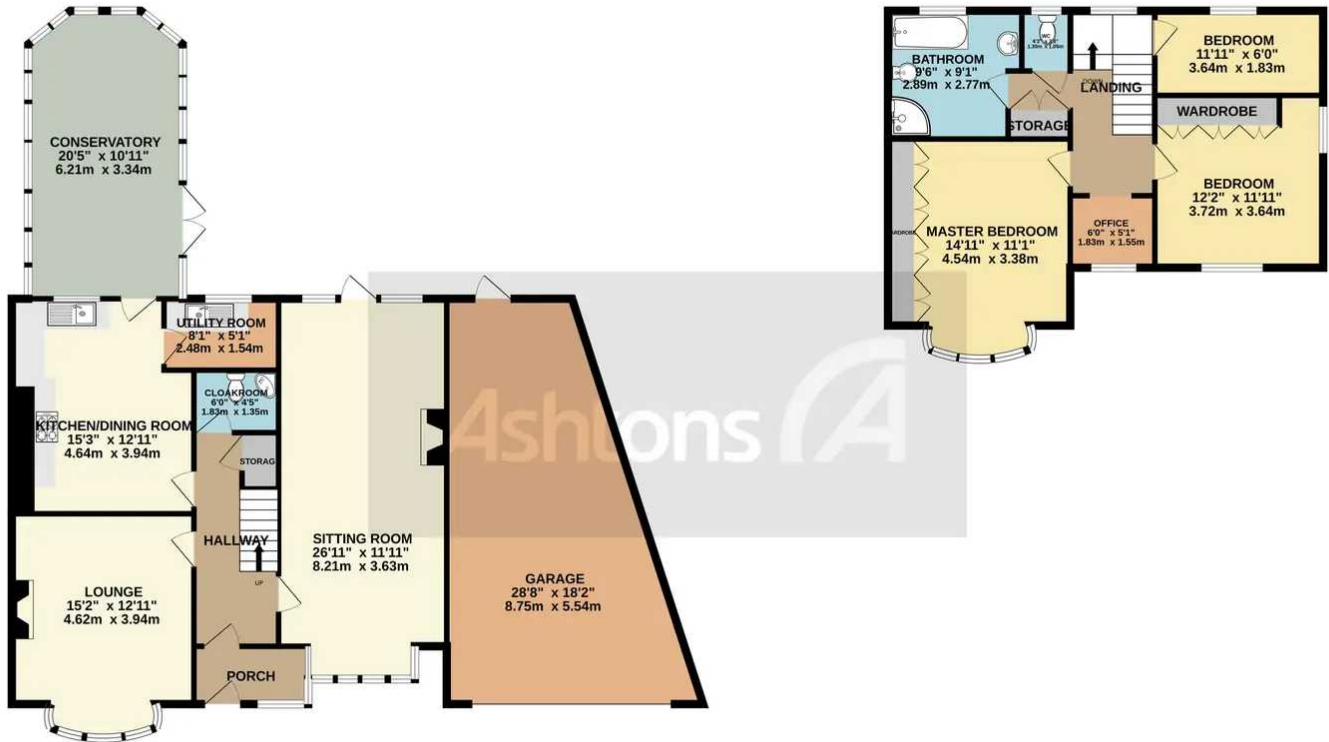 CONSERVATORY
20'5" x 10'11"
6.21m x 3.34m
UTILITY ROOM
8'1" x 5'1"
2.48m x 1.54m
CLOAKROOM
6'0" x 4'5"
1.83m x 1.35m
KITCHEN/DINING ROOM
15'3" x 12'11"
4.64m x 3.94m
STORAG
HALLWAY
UP
SITTING ROOM
26'11" x 11'11"
8.21m x 3.63m
LOUNGE
15'2" x 12'11"
4.62m x 3.94m
PORCH
GARAGE
28'8" x 18'2"
8.75m x 5.54m
Ashtons
BATHROOM
9'6" x 9'1"
2.89m x 2.77m
WC
DOWN
LANDING
STORAGE
BEDROOM
11'11" x 6'0"
3.64m x 1.83m
WARDROBE
BEDROOM
12'2" x 11'11"
3.72m x 3.64m
OFFICE
6'0" x 5'1"
1.83m x 1.55m
MASTER BEDROOM
14'11" x 11'1"
4.54m x 3.38m